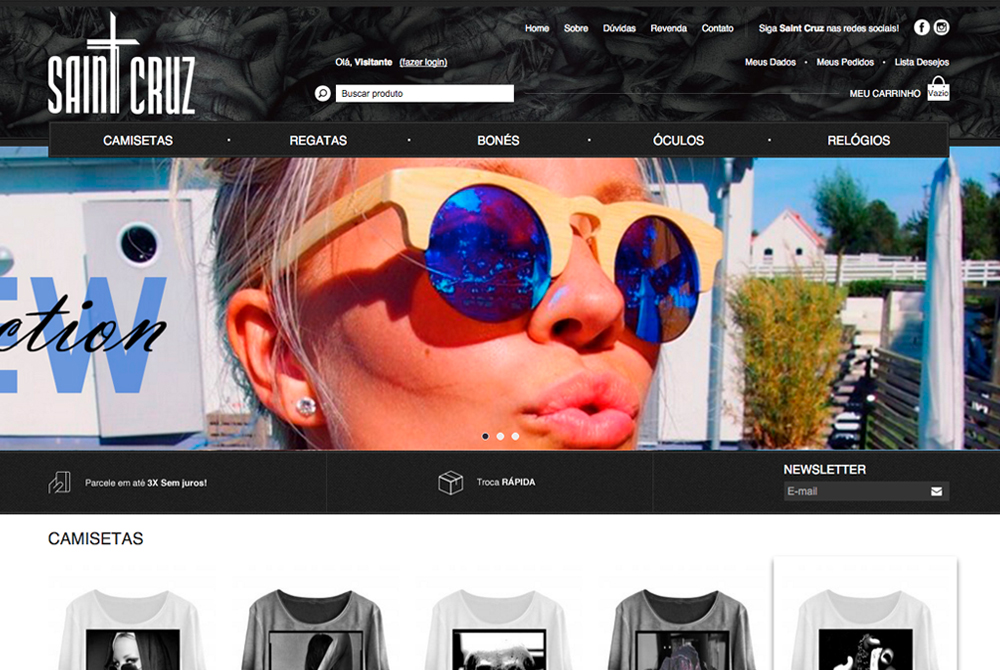 SAINT CRUZ
Home Sobre Dúvidas Revenda Contato Siga Saint Cruz nas redes sociais!
Olá, Visitante (fazer login)
Meus Dados • Meus Pedidos • Lista Desejos
Buscar produto
MEU CARRINHO Vazio
CAMISETAS · REGATAS · BONÉS · ÓCULOS · RELÓGIOS
EW
ction
Parcele em até 3X Sem juros!
Troca RÁPIDA
NEWSLETTER
E-mail
CAMISETAS